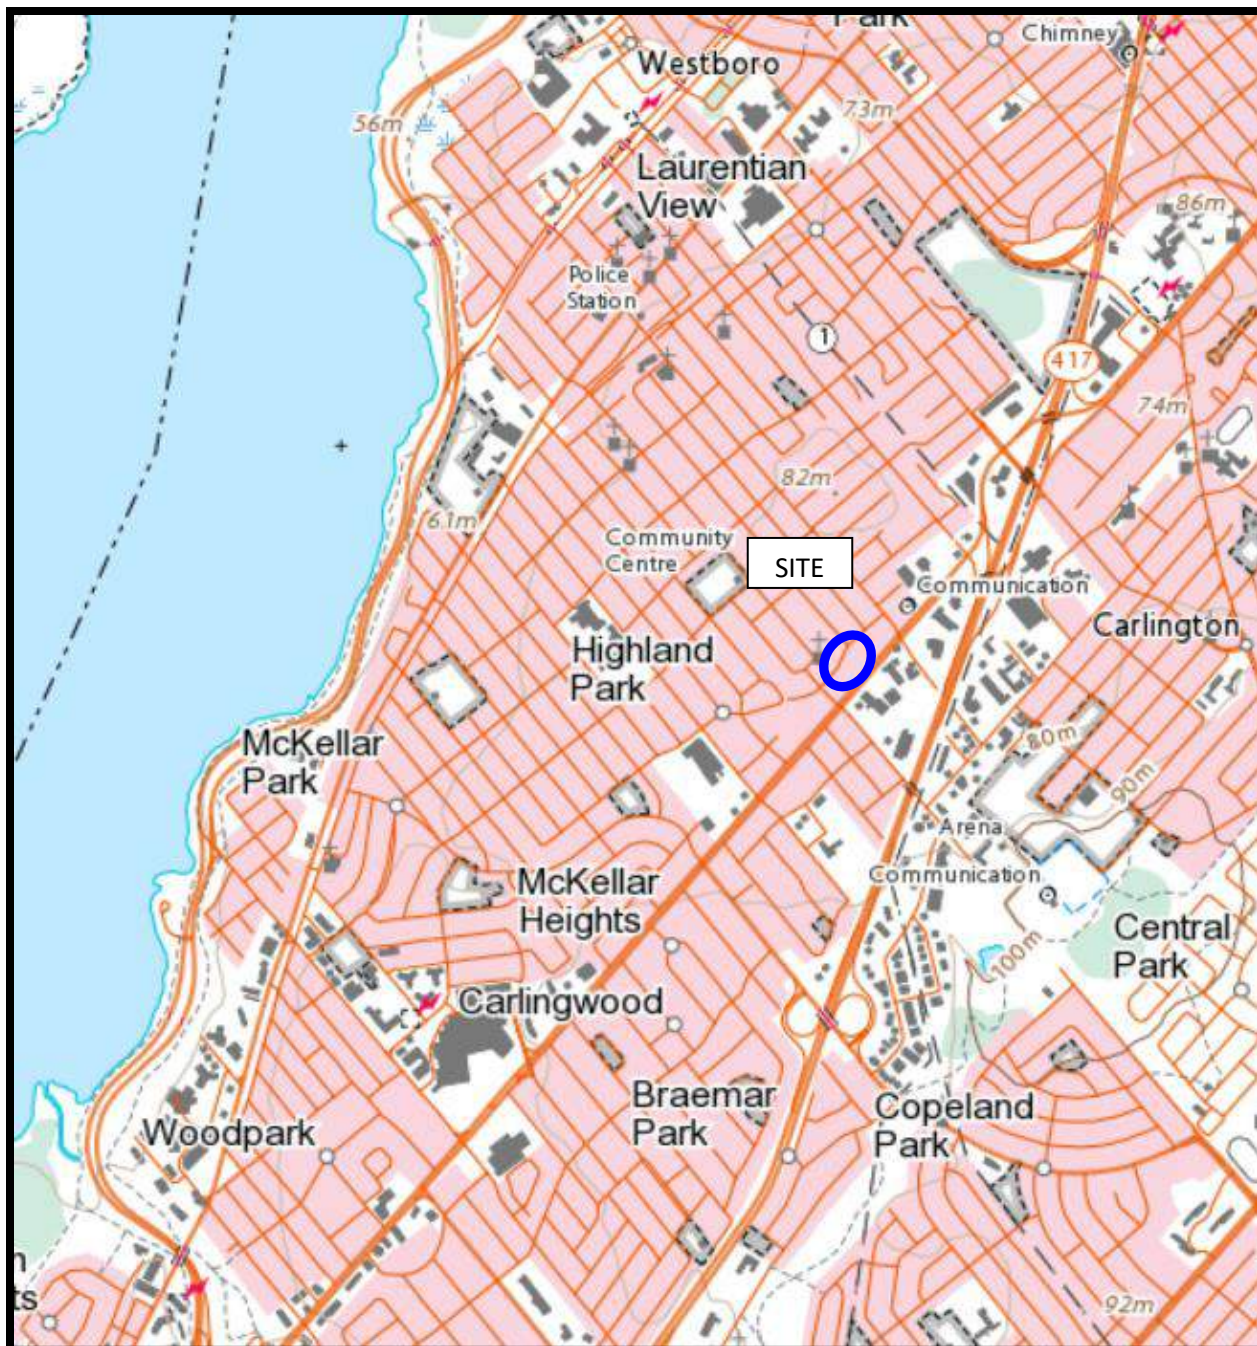 Park
Chimney
Westboro
56m
73m
Laurentian
View
86m
Police
Station
1
417
74m
82m
61m
Community
Centre
SITE
Communication
Carlington
Highland
Park
McKellar
Park
80m
90m
Arena
McKellar
Heights
Communication
Central
Park
100m
Carlingwood
Braemar
Park
Copeland
Park
Woodpark
n
ts
92m